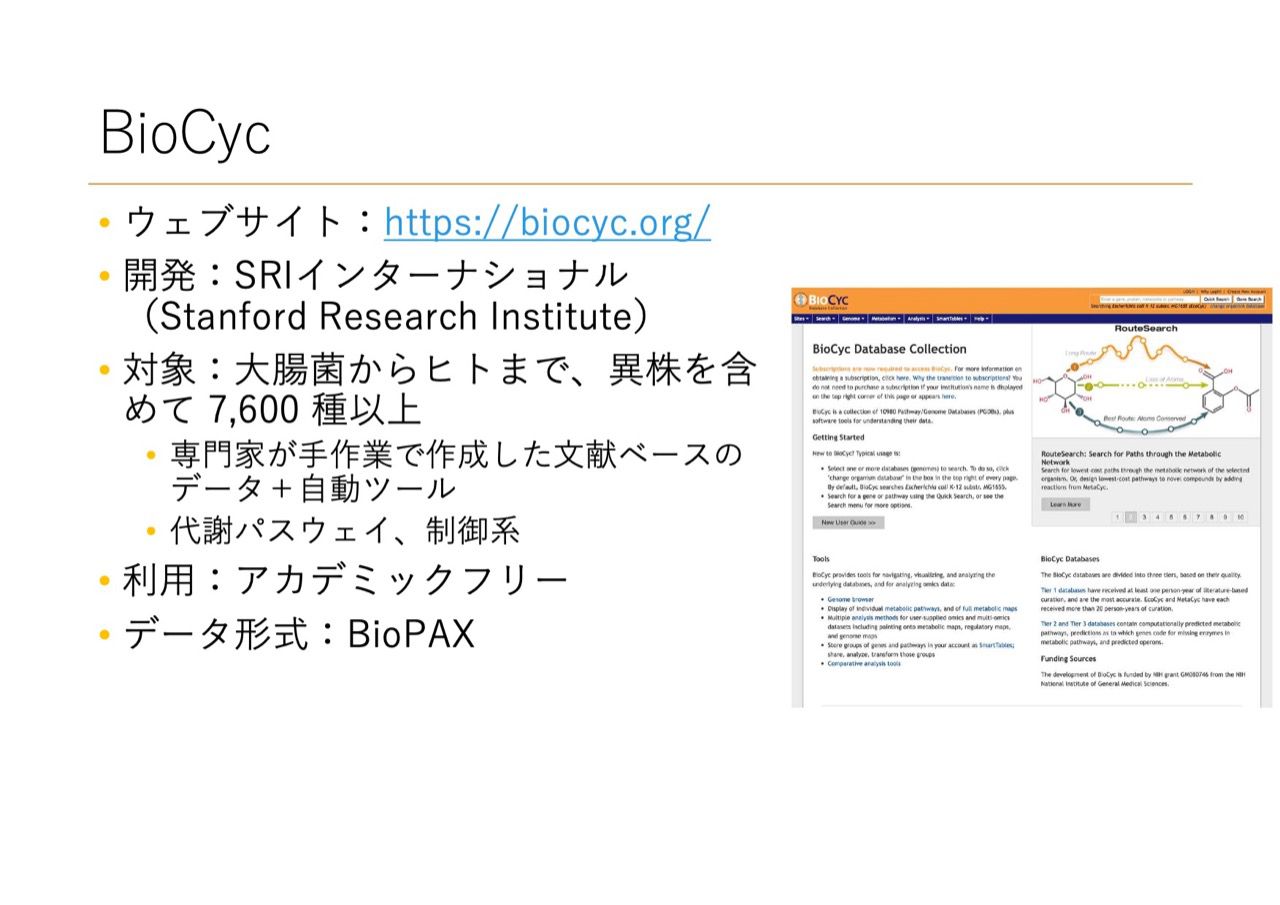 BioCyc
• ウェブサイト：https://biocyc.org/
• 開発：SRIインターナショナル
（Stanford Research Institute）
• 対象：大腸菌からヒトまで、異株を含
めて 7,600 種以上
• 専門家が手作業で作成した文献ベースの
データ＋自動ツール
• 代謝パスウェイ、制御系
• 利用：アカデミックフリー
• データ形式：BioPAX
BIOCYC
LOGIN | Why Login? | Create New Account
Quick Search Gene Search
Searching Escherichia coli K-12 substr. MG1655 (EcoCyc) change organism database
Sites Search Genome Metabolism Analysis SmartTables Help
BioCyc Database Collection
Subscriptions are now required to access BioCyc. For more information on
obtaining a subscription, click here. Why the transition to subscriptions? You
do not need to purchase a subscription if your institution's name is displayed
on the top right corner of this page or appears here.
BioCyc is a collection of 10980 Pathway/Genome Databases (PGDBs), plus
software tools for understanding their data.
Getting Started
New to BioCyc? Typical usage is:
• Select one or more databases (genomes) to search. To do so, click
"change organism database" in the box in the top right of every page.
By default, BioCyc searches Escherichia coli K-12 substr. MG1655.
• Search for a gene or pathway using the Quick Search, or see the
Search menu for more options.
New User Guide >>
RouteSearch
Long Route
Loss of Atoms
Best Route: Atoms Conserved
RouteSearch: Search for Paths through the Metabolic
Network
Search for lowest-cost paths through the metabolic network of the selected
organism. Or, design lowest-cost pathways to novel compounds by adding
reactions from MetaCyc.
Learn More
1 2 3 4 5 6 7 8 9 10
Tools
BioCyc provides tools for navigating, visualizing, and analyzing the
underlying databases, and for analyzing omics data:
• Genome browser
• Display of individual metabolic pathways, and of full metabolic maps
• Multiple analysis methods for user-supplied omics and multi-omics
datasets including painting onto metabolic maps, regulatory maps,
and genome maps
• Store groups of genes and pathways in your account as SmartTables;
share, analyze, transform those groups
• Comparative analysis tools
BioCyc Databases
The BioCyc databases are divided into three tiers, based on their quality.
Tier 1 databases have received at least one person-year of literature-based
curation, and are the most accurate. EcoCyc and MetaCyc have each
received more than 20 person-years of curation.
Tier 2 and Tier 3 databases contain computationally predicted metabolic
pathways, predictions as to which genes code for missing enzymes in
metabolic pathways, and predicted operons.
Funding Sources
The development of BioCyc is funded by NIH grant GM080746 from the NIH
National Institute of General Medical Sciences.